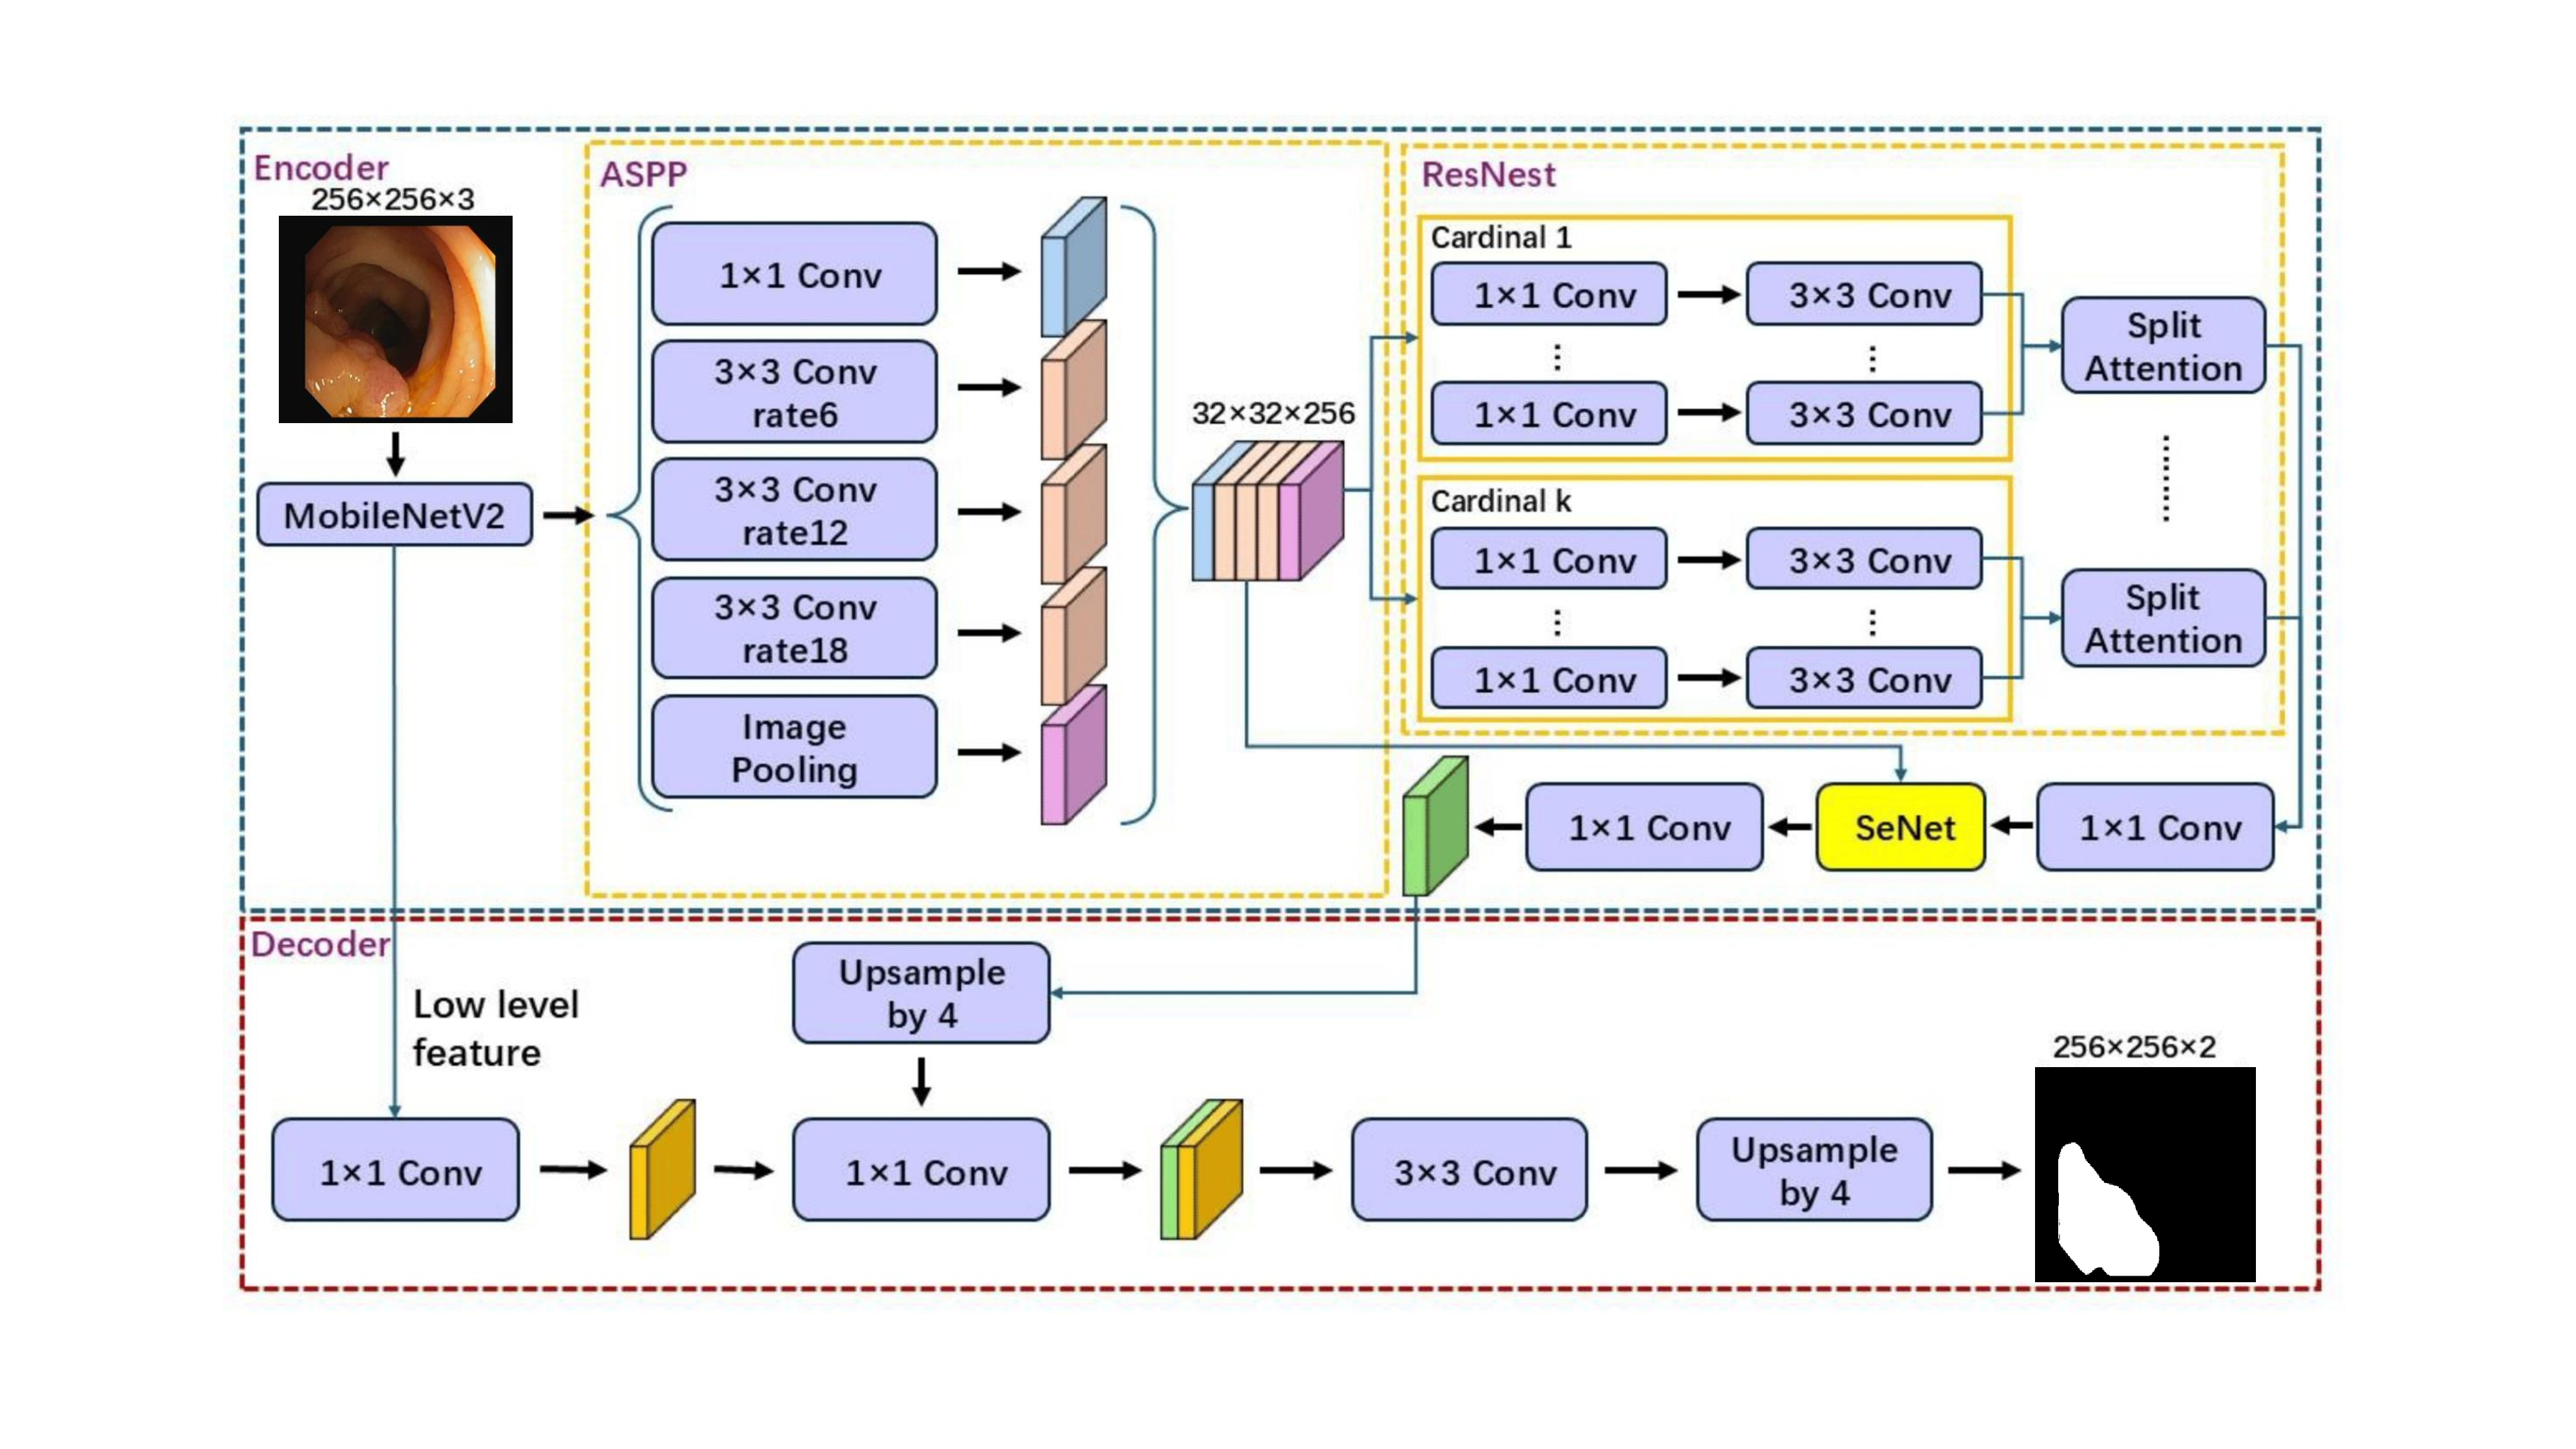 Encoder
256×256×3
MobileNetV2
ASPP
1×1 Conv
3×3 Conv
rate6
3×3 Conv
rate12
3×3 Conv
rate18
Image
Pooling
32×32×256
ResNest
Cardinal 1
1×1 Conv
3×3 Conv
1×1 Conv
3×3 Conv
Split
Attention
Cardinal k
1×1 Conv
3×3 Conv
1×1 Conv
3×3 Conv
Split
Attention
1×1 Conv
SeNet
1×1 Conv
Decoder
Low level
feature
Upsample
by 4
1×1 Conv
1×1 Conv
3×3 Conv
Upsample
by 4
256×256×2